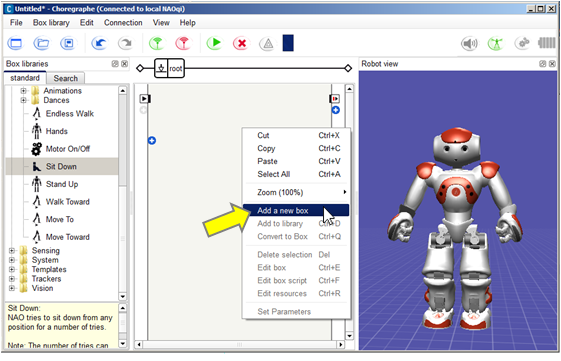 Untitled* - Choregraphe (Connected to local NAOqi)
File Box library Edit Connection View Help
Box libraries
root
Robot view
standard Search
Animations
Dances
Endless Walk
Hands
Motor On/Off
Sit Down
Stand Up
Walk Toward
Move To
Move Toward
Sensing
System
Templates
Trackers
Vision
Cut Ctrl+X
Copy Ctrl+C
Paste Ctrl+V
Select All Ctrl+A
Zoom (100%)
Add a new box
Add to library Ctrl+D
Convert to Box Ctrl+Q
Delete selection Del
Edit box Ctrl+E
Edit box script Ctrl+F
Edit resources Ctrl+R
Set Parameters
Sit Down:
NAO tries to sit down from any
position for a number of tries.
Note: The number of tries can